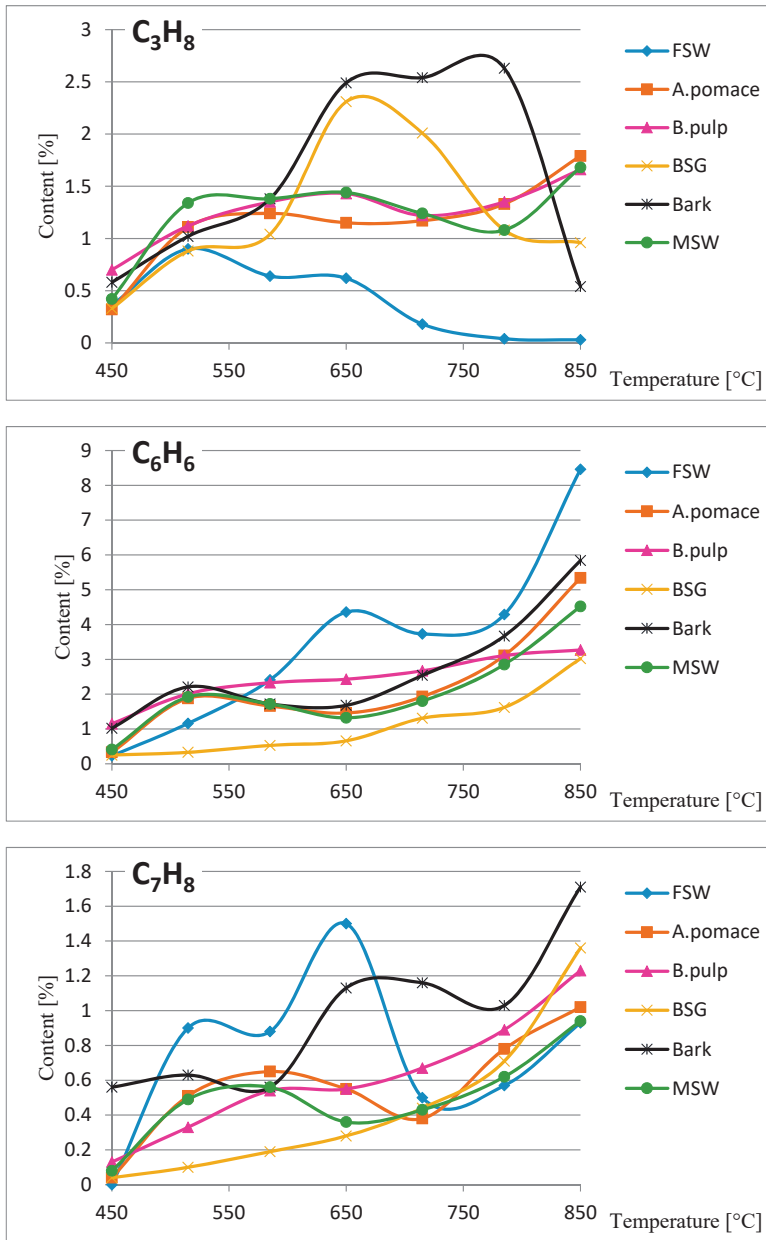 C₃H₈
3
2.5
2
1.5
1
0.5
0
Content [%]
450
550
650
750
850
Temperature [°C]
FSW
A.pomace
B.pulp
BSG
Bark
MSW
C₆H₆
9
8
7
6
5
4
3
2
1
0
Content [%]
450
550
650
750
850
Temperature [°C]
FSW
A.pomace
B.pulp
BSG
Bark
MSW
C₇H₈
1.8
1.6
1.4
1.2
1
0.8
0.6
0.4
0.2
0
Content [%]
450
550
650
750
850
Temperature [°C]
FSW
A.pomace
B.pulp
BSG
Bark
MSW